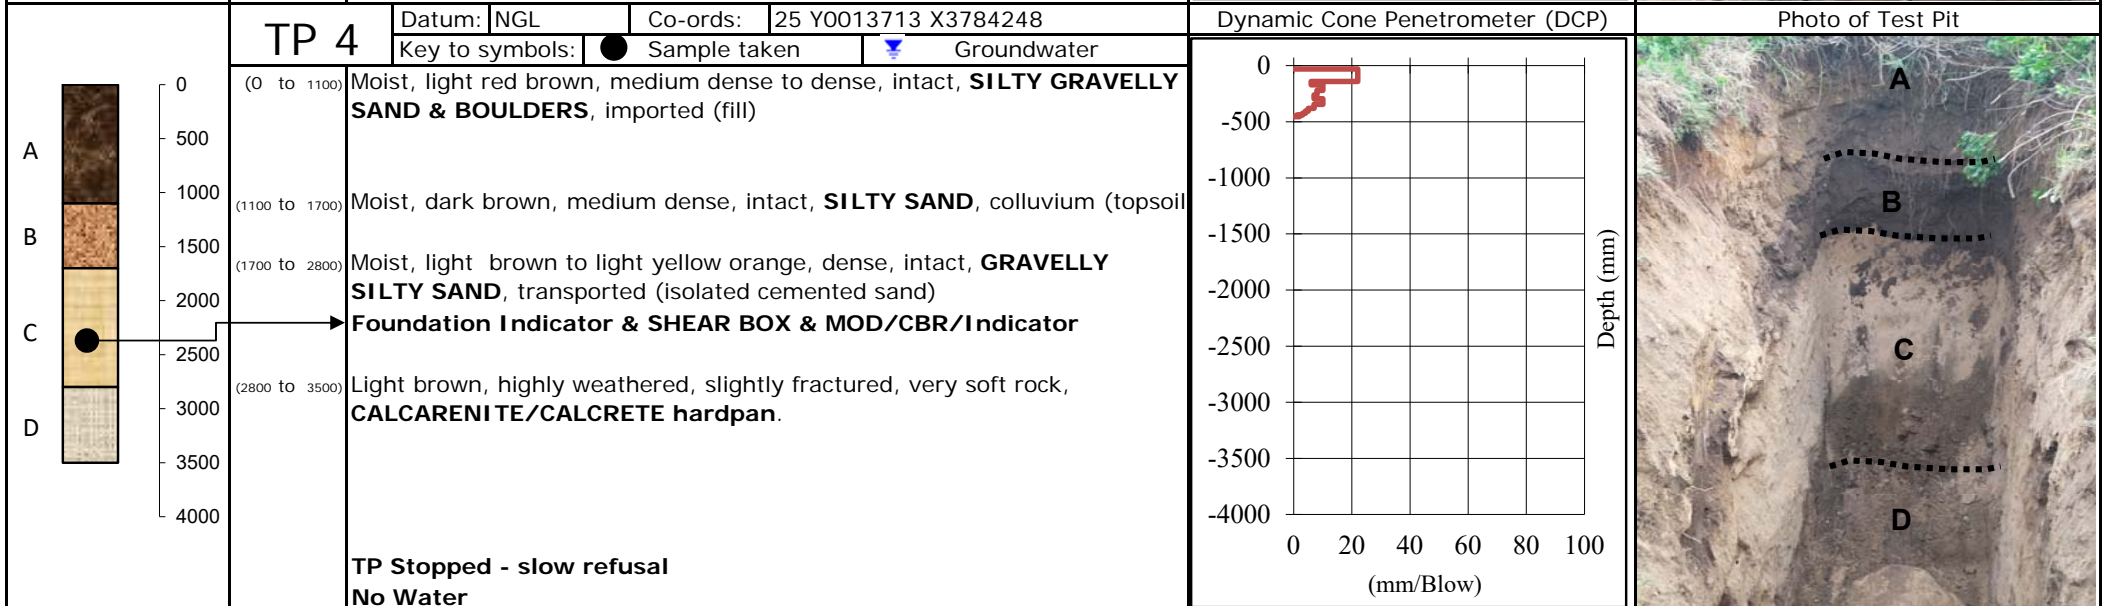 TP 4
Datum: NGL Co-ords: 25 Y0013713 X3784248
Key to symbols: Sample taken Groundwater
Dynamic Cone Penetrometer (DCP)
Photo of Test Pit
0
500
1000
1500
2000
2500
3000
3500
4000
A
B
C
D
(0 to 1100) Moist, light red brown, medium dense to dense, intact, SILTY GRAVELLY
SAND & BOULDERS, imported (fill)
(1100 to 1700) Moist, dark brown, medium dense, intact, SILTY SAND, colluvium (topsoil
(1700 to 2800) Moist, light brown to light yellow orange, dense, intact, GRAVELLY
SILTY SAND, transported (isolated cemented sand)
Foundation Indicator & SHEAR BOX & MOD/CBR/Indicator
(2800 to 3500) Light brown, highly weathered, slightly fractured, very soft rock,
CALCARENITE/CALCRETE hardpan.
TP Stopped - slow refusal
No Water
0
-500
-1000
-1500
-2000
-2500
-3000
-3500
-4000
0 20 40 60 80 100
(mm/Blow)
Depth (mm)
A
B
C
D